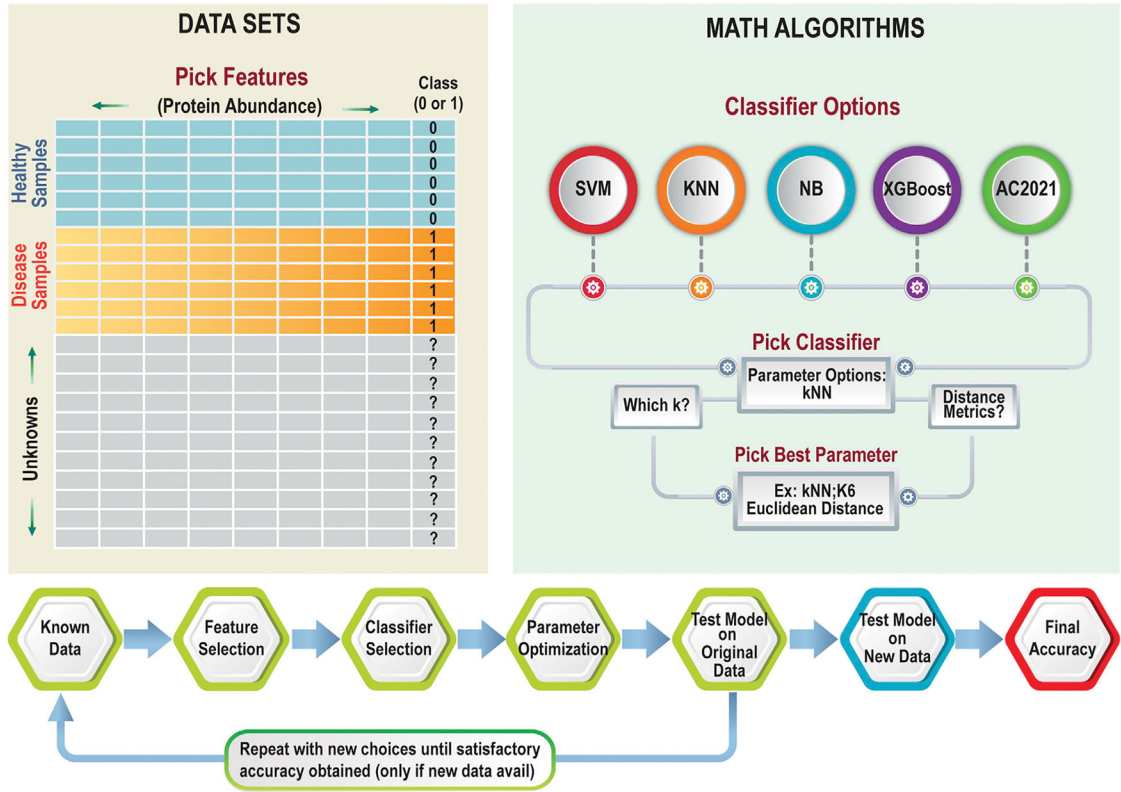 DATA SETS
Pick Features
(Protein Abundance)
Class
(0 or 1)
Healthy
Samples
0
0
0
0
0
0
Disease
Samples
1
1
1
1
1
1
Unknowns
?
?
?
?
?
?
?
?
?
?
?
?
MATH ALGORITHMS
Classifier Options
SVM
KNN
NB
XGBoost
AC2021
Pick Classifier
Parameter Options:
kNN
Which k?
Distance
Metrics?
Pick Best Parameter
Ex: kNN;K6
Euclidean Distance
Known
Data
Feature
Selection
Classifier
Selection
Parameter
Optimization
Test Model
on
Original
Data
Test Model
on
New Data
Final
Accuracy
Repeat with new choices until satisfactory
accuracy obtained (only if new data avail)